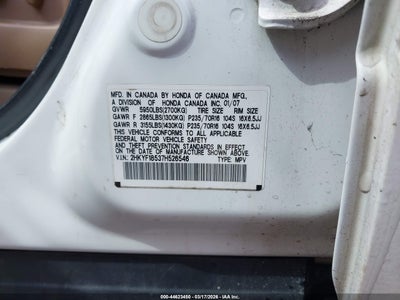 MFD. IN CANADA BY HONDA OF CANADA MFG.,
A DIVISION OF HONDA CANADA INC. 01/07
GVWR 5950LBS(2700KG) TIRE SIZE RIM SIZE
GAWR F 2865LBS(1300KG) P235/70R16 104S 16X6.5JJ
GAWR R 3155LBS(1430KG) P235/70R16 104S 16X6.5JJ
THIS VEHICLE CONFORMS TO ALL APPLICABLE
FEDERAL MOTOR VEHICLE SAFETY
STANDARDS AND THEFT PREVENTION
STANDARDS IN EFFECT ON THE DATE OF
MANUFACTURE SHOWN ABOVE.
V.I.N: 2HKYF18537H526546 TYPE MPV
000-44623450 - 03/17/2026 - IAA, Inc.